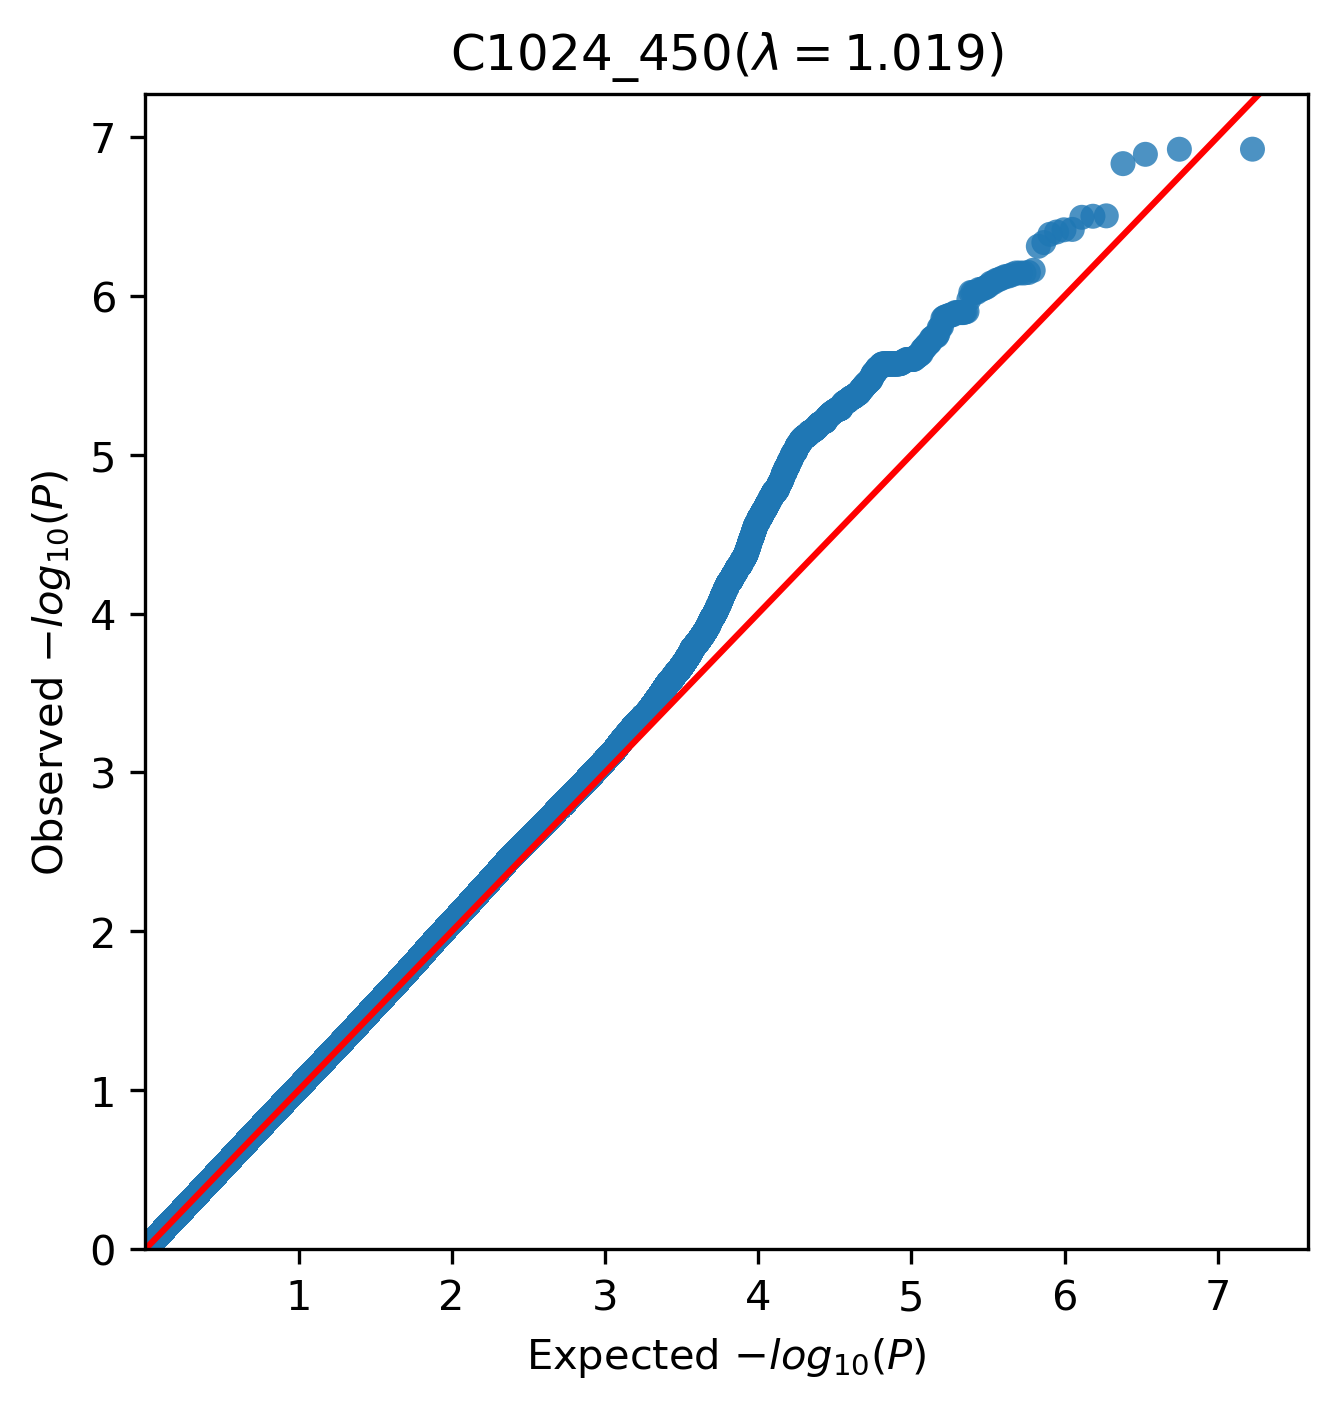 C1024_450(λ = 1.019)
7
6
5
4
3
2
1
0
Observed −log₁₀(P)
1 2 3 4 5 6 7
Expected −log₁₀(P)